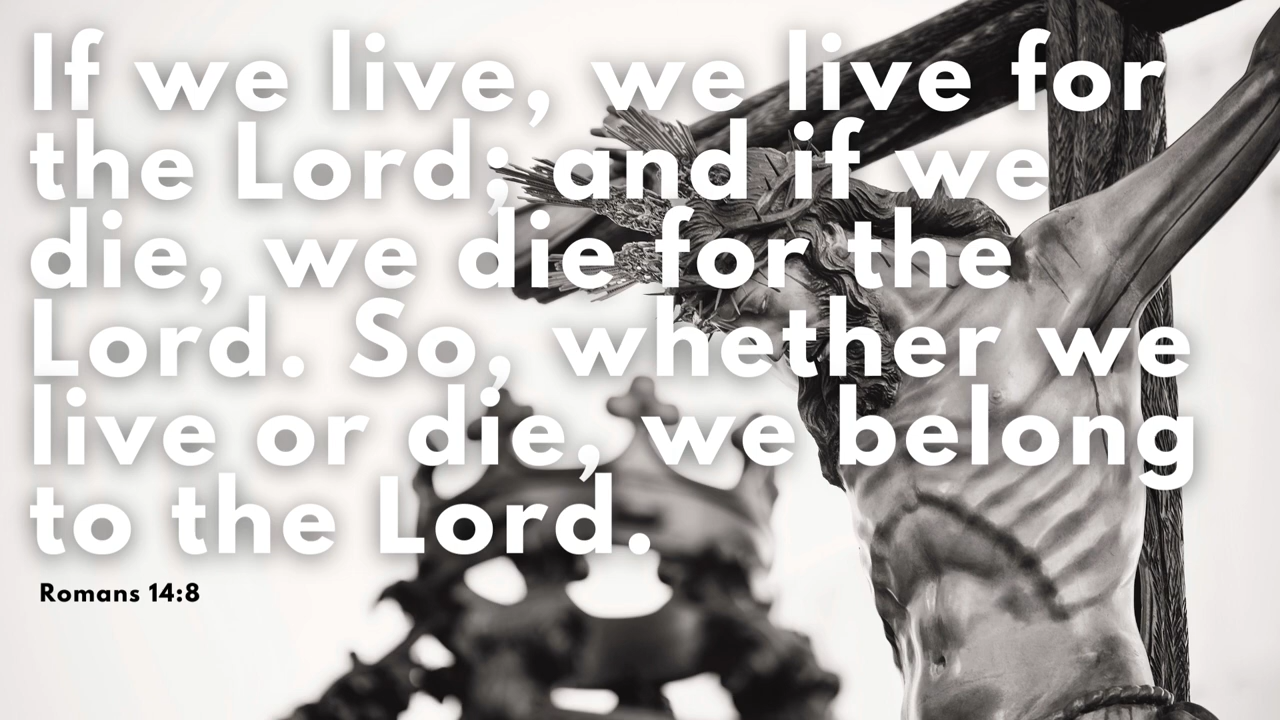 If we live, we live for
the Lord; and if we
die, we die for the
Lord. So, whether we
live or die, we belong
to the Lord.
Romans 14:8